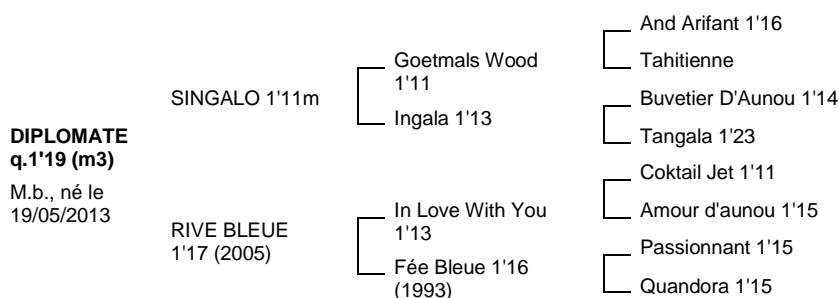 DIPLOMATE
q.1'19 (m3)
M.b., né le
19/05/2013
SINGALO 1'11m
RIVE BLEUE
1'17 (2005)
Goetmals Wood
1'11
Ingala 1'13
In Love With You
1'13
Fée Bleue 1'16
(1993)
And Arifant 1'16
Tahitienne
Buvetier D'Aunou 1'14
Tangala 1'23
Coktail Jet 1'11
Amour d'aunou 1'15
Passionnant 1'15
Quandora 1'15